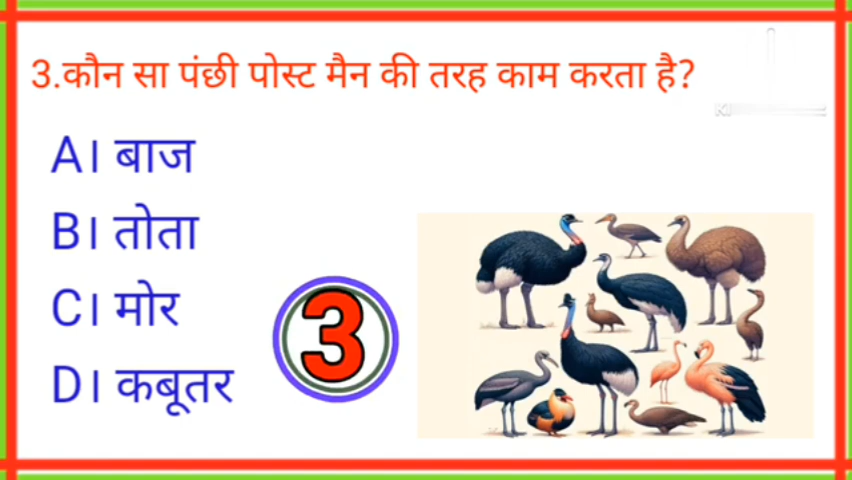 3.कौन सा पंछी पोस्ट मैन की तरह काम करता है?
A। बाज
B। तोता
C। मोर
D। कबूतर
3